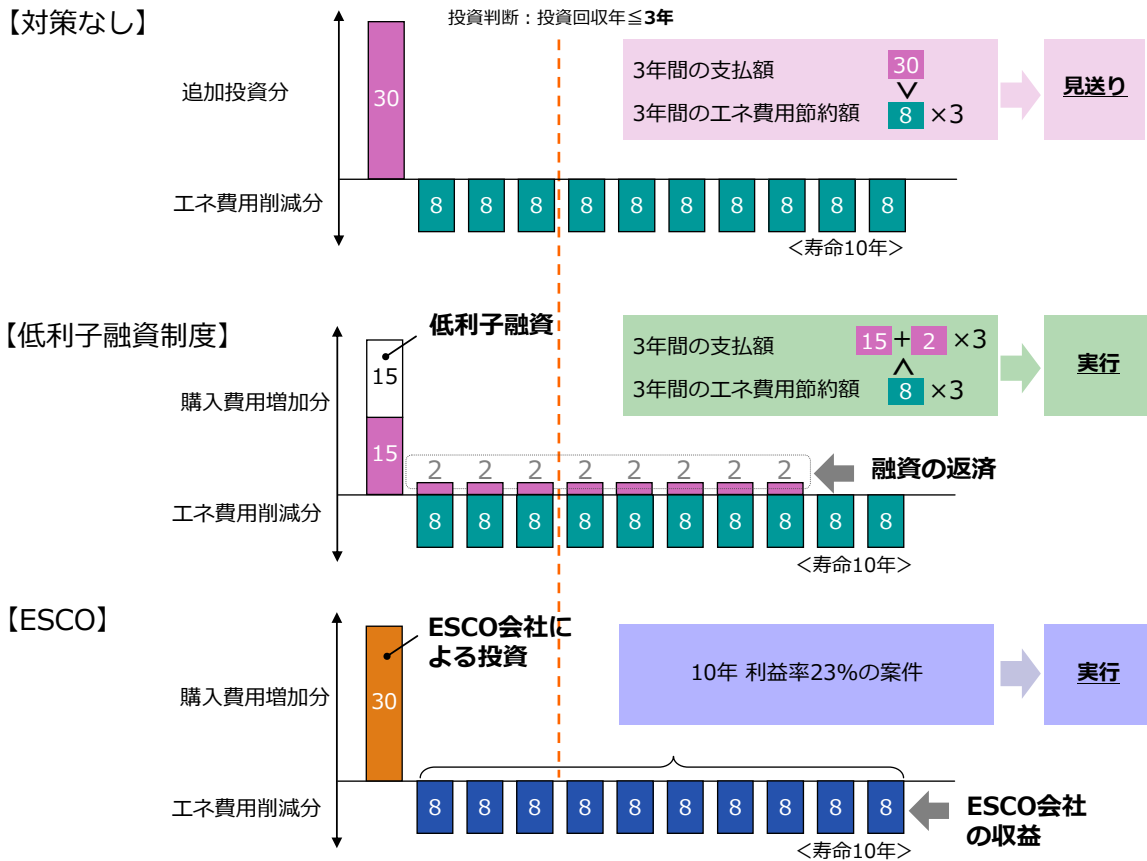 【対策なし】
投資判断：投資回収年≦3年
追加投資分
30
3年間の支払額
30
∨
3年間のエネ費用節約額
8 ×3
見送り
エネ費用削減分
8 8 8 8 8 8 8 8 8 8
＜寿命10年＞
【低利子融資制度】
低利子融資
15
購入費用増加分
15
3年間の支払額
15 + 2 ×3
∧
3年間のエネ費用節約額
8 ×3
実行
2 2 2 2 2 2 2 2
融資の返済
エネ費用削減分
8 8 8 8 8 8 8 8 8 8
＜寿命10年＞
【ESCO】
ESCO会社に
よる投資
購入費用増加分
30
10年 利益率23%の案件
実行
エネ費用削減分
8 8 8 8 8 8 8 8 8 8
ESCO会社
の収益
＜寿命10年＞